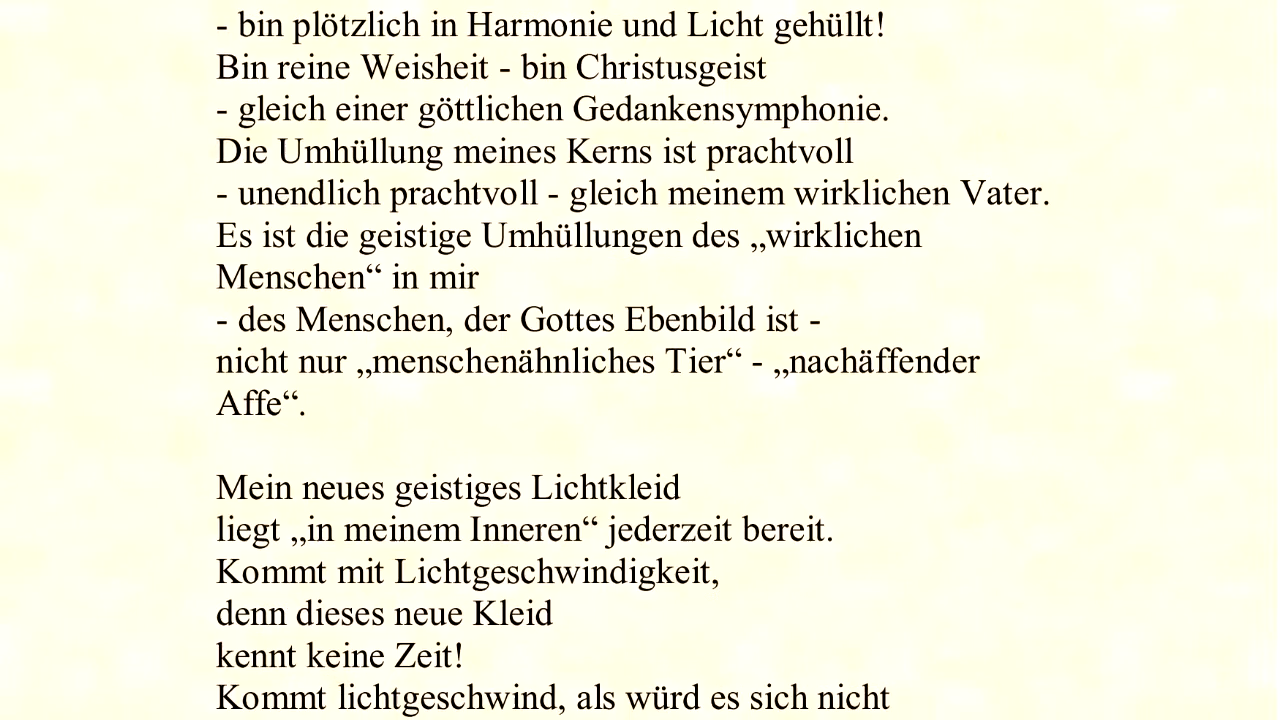 - bin plötzlich in Harmonie und Licht gehüllt!
Bin reine Weisheit - bin Christusgeist
- gleich einer göttlichen Gedankensymphonie.
Die Umhüllung meines Kerns ist prachtvoll
- unendlich prachtvoll - gleich meinem wirklichen Vater.
Es ist die geistige Umhüllungen des „wirklichen
Menschen“ in mir
- des Menschen, der Gottes Ebenbild ist -
nicht nur „menschenähnliches Tier“ - „nachäffender
Affe“.
Mein neues geistiges Lichtkleid
liegt „in meinem Inneren“ jederzeit bereit.
Kommt mit Lichtgeschwindigkeit,
denn dieses neue Kleid
kennt keine Zeit!
Kommt lichtgeschwind, als würd es sich nicht